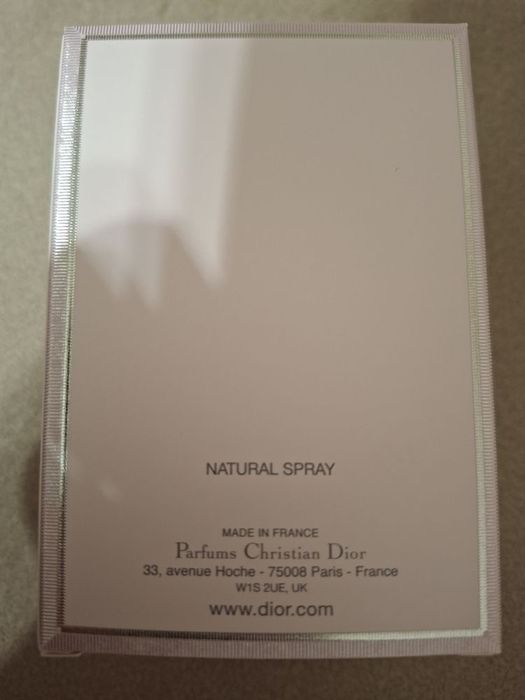 NATURAL SPRAY
MADE IN FRANCE
Parfums Christian Dior
33, avenue Hoche - 75008 Paris - France
W1S 2UE, UK
www.dior.com